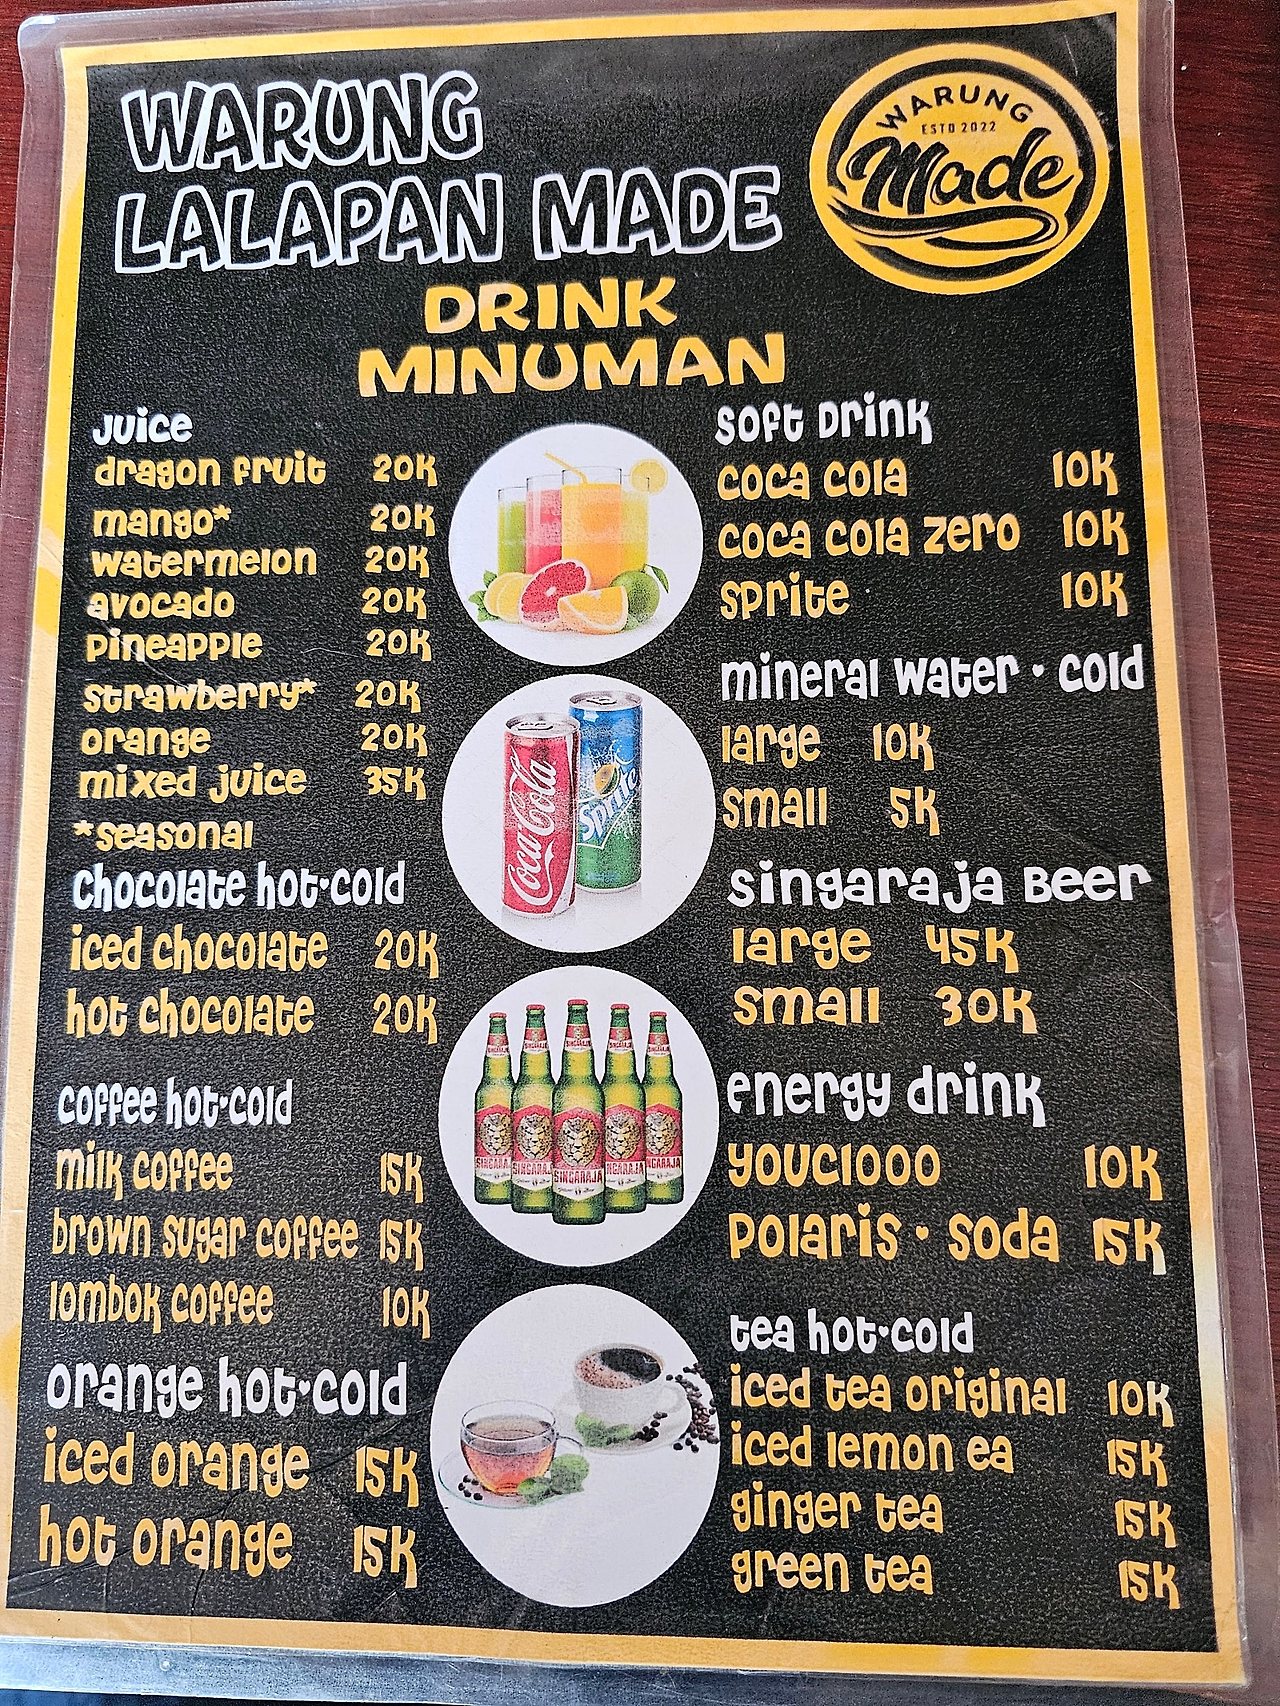 WARUNG
LALAPAN MADE
WARUNG
ESTD 2022
Made
DRINK
MINUMAN
Juice
dragon fruit 20K
mango* 20K
watermelon 20K
avocado 20K
pineapple 20K
strawberry* 20K
orange 20K
mixed juice 35K
*seasonal
chocolate hot•cold
iced chocolate 20K
hot chocolate 20K
coffee hot•cold
milk coffee 15K
brown sugar coffee 15K
lombok coffee 10K
orange hot•cold
iced orange 15K
hot orange 15K
Coca-Cola
Sprite
SINGARAJA
SINGARAJA
SINGARAJA
soft Drink
coca cola 10K
coca cola zero 10K
sprite 10K
mineral water • cold
large 10K
small 5K
singaraja Beer
large 45K
small 30K
energy drink
youc1000 10K
Polaris • soda 15K
tea hot•cold
iced tea original 10K
iced lemon ea 15K
ginger tea 15K
green tea 15K